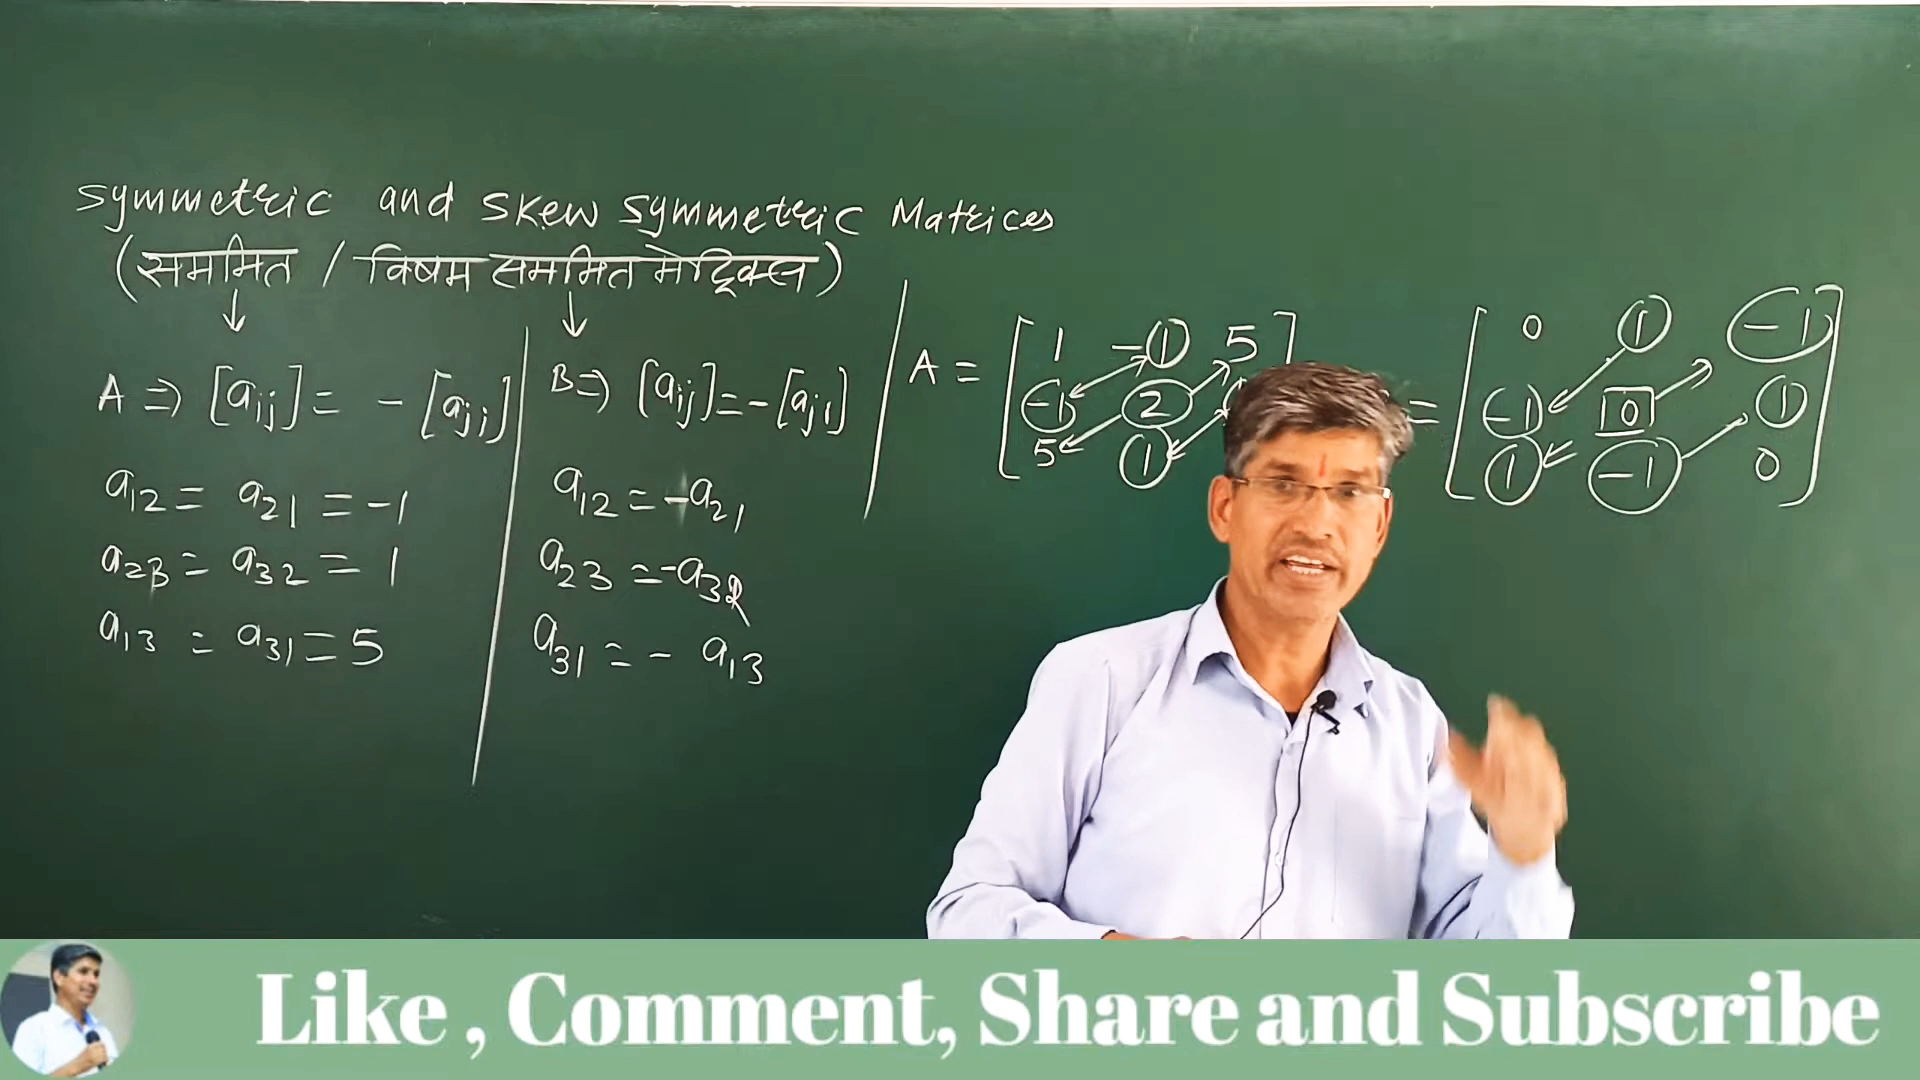 symmetric and skew symmetric Matrices
(सममित / विषम सममित मेट्रिक्स)
A ⇒ [aij] = - [aji]
a12 = a21 = -1
a23 = a32 = 1
a13 = a31 = 5
B ⇒ [aij] = -[aji]
a12 = -a21
a23 = -a32
a31 = - a13
A = [ 1 -1 5
-1 2
5 1
= [ 0 1 -1 ]
-1 0 1
1 -1 0
Like , Comment, Share and Subscribe